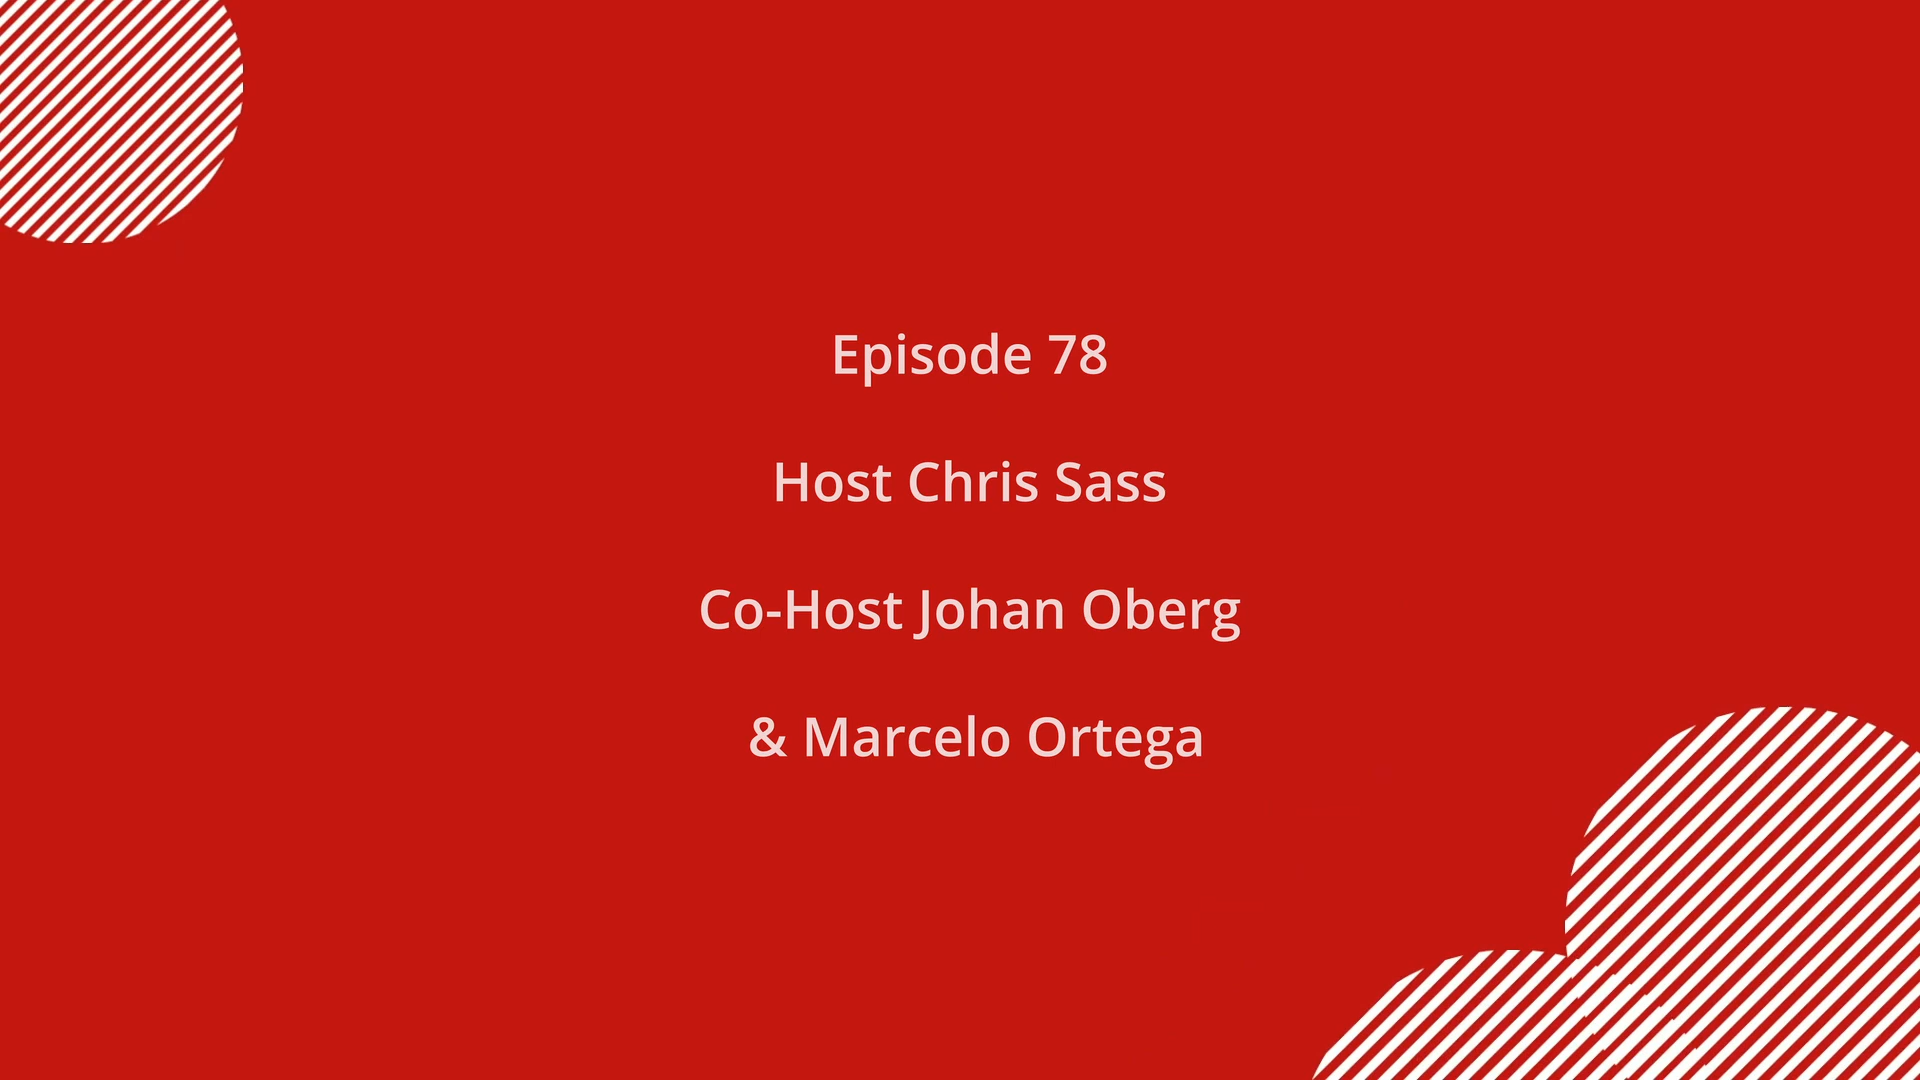 Episode 78
Host Chris Sass
Co-Host Johan Oberg
& Marcelo Ortega